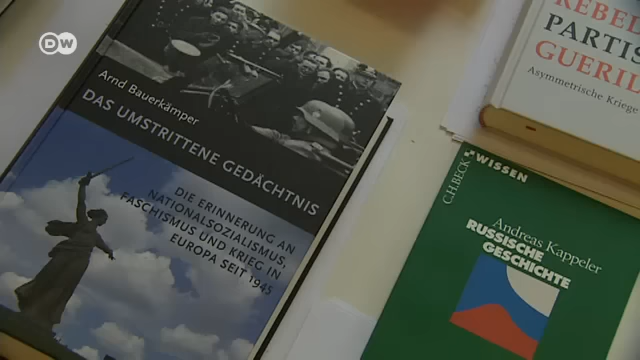 DW
Arnd Bauerkämper
DAS UMSTRITTENE GEDÄCHTNIS
DIE ERINNERUNG AN
NATIONALSOZIALISMUS,
FASCHISMUS UND KRIEG IN
EUROPA SEIT 1945
REBEL
PARTIS
GUERIL
Asymmetrische Kriege
C.H.BECK WISSEN
Andreas Kappeler
RUSSISCHE
GESCHICHTE